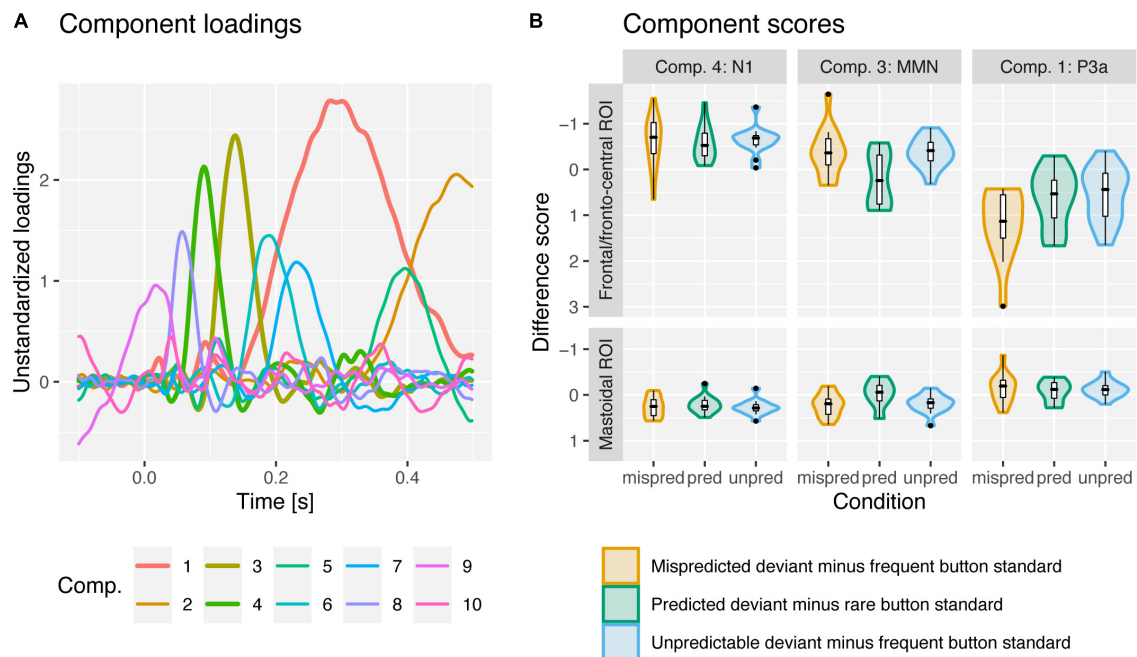 A Component loadings
Unstandardized loadings
2
1
0
0.0 0.2 0.4
Time [s]
Comp.
1 3 5 7 9
2 4 6 8 10
B Component scores
Comp. 4: N1 Comp. 3: MMN Comp. 1: P3a
Difference score
Frontal/fronto-central ROI
−1
0
1
2
3
Mastoidal ROI
−1
0
1
mispred pred unpred mispred pred unpred mispred pred unpred
Condition
Mispredicted deviant minus frequent button standard
Predicted deviant minus rare button standard
Unpredictable deviant minus frequent button standard